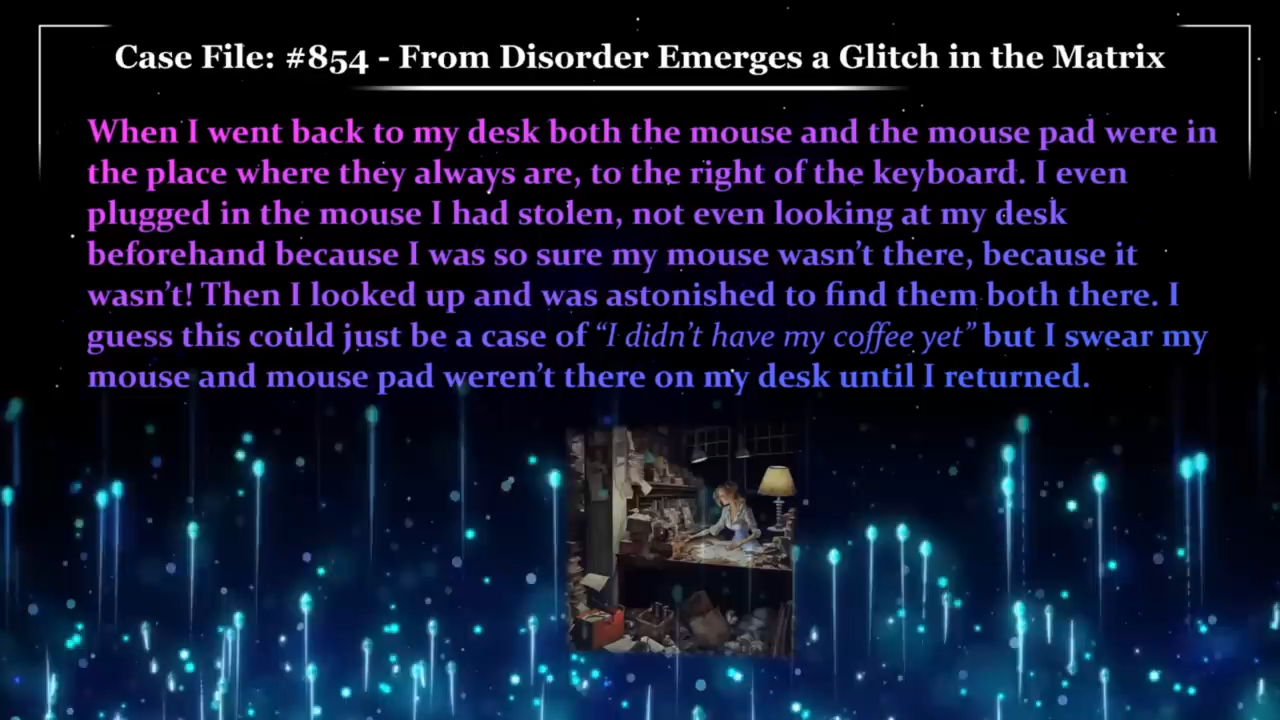 Case File: #854 - From Disorder Emerges a Glitch in the Matrix
When I went back to my desk both the mouse and the mouse pad were in
the place where they always are, to the right of the keyboard. I even
plugged in the mouse I had stolen, not even looking at my desk
beforehand because I was so sure my mouse wasn’t there, because it
wasn’t! Then I looked up and was astonished to find them both there. I
guess this could just be a case of “I didn’t have my coffee yet” but I swear my
mouse and mouse pad weren’t there on my desk until I returned.